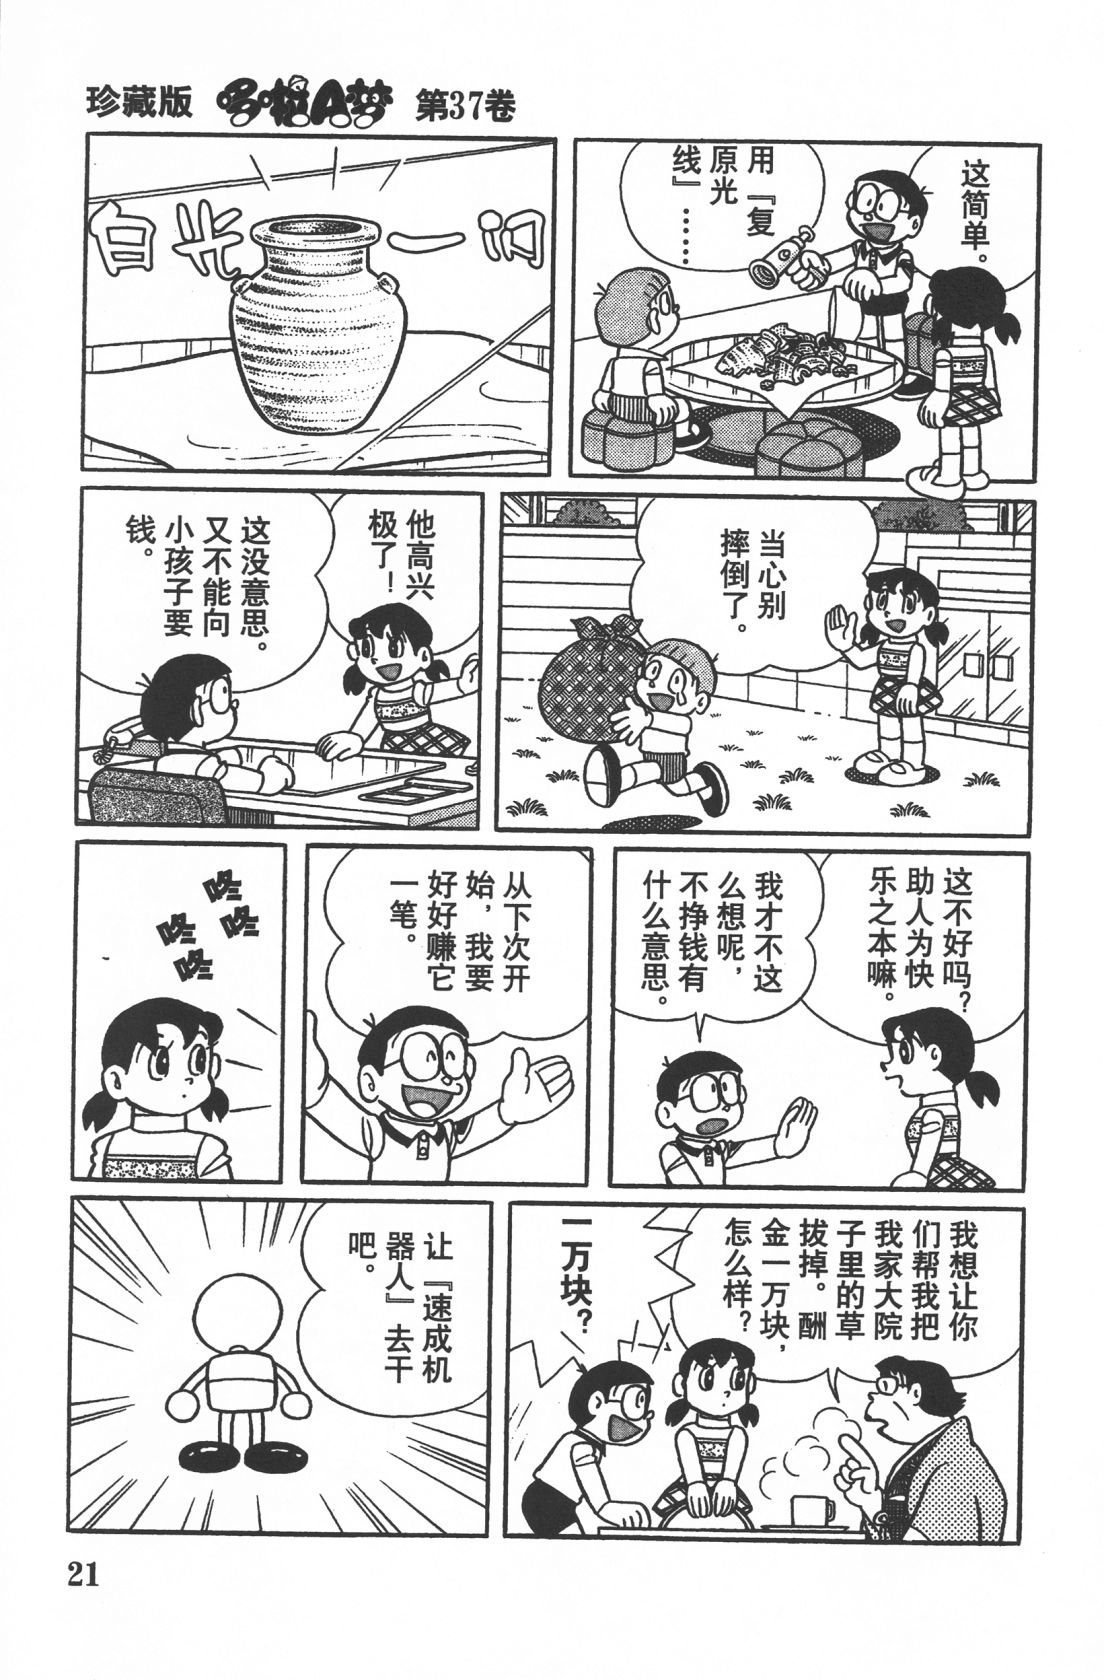 珍藏版 哆啦A梦 第37卷
这简单。
用『复
原光
线』
……
白光一闪
当心别
摔倒了。
他高兴
极了！
这没意思。
又不能向
小孩子要
钱。
这不好吗？
助人为快
乐之本嘛。
我才不这
么想呢，
不挣钱有
什么意思。
从下次开
始，我要
好好赚它
一笔。
咚
咚
咚
咚
我想让你
们帮我把
我家大院
子里的草
拔掉。酬
金一万块，
怎么样？
一万块？
让『速成机
器人』去干
吧。
21